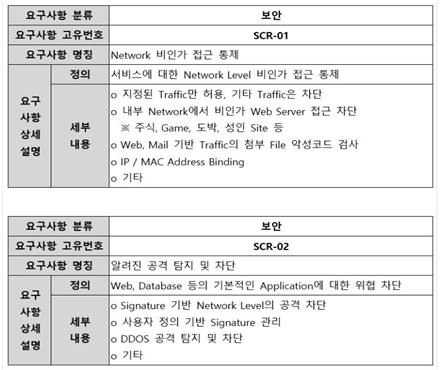 요구사항 분류 보안
요구사항 고유번호 SCR-01
요구사항 명칭 Network 비인가 접근 통제
요구사항 상세 설명 정의 서비스에 대한 Network Level 비인가 접근 통제
세부 내용 o 지정된 Traffic만 허용, 기타 Traffic은 차단
o 내부 Network에서 비인가 Web Server 접근 차단
※ 주식, Game, 도박, 성인 Site 등
o Web, Mail 기반 Traffic의 첨부 File 악성코드 검사
o IP / MAC Address Binding
o 기타
요구사항 분류 보안
요구사항 고유번호 SCR-02
요구사항 명칭 알려진 공격 탐지 및 차단
요구사항 상세 설명 정의 Web, Database 등의 기본적인 Application에 대한 위협 차단
세부 내용 o Signature 기반 Network Level의 공격 차단
o 사용자 정의 기반 Signature 관리
o DDOS 공격 탐지 및 차단
o 기타